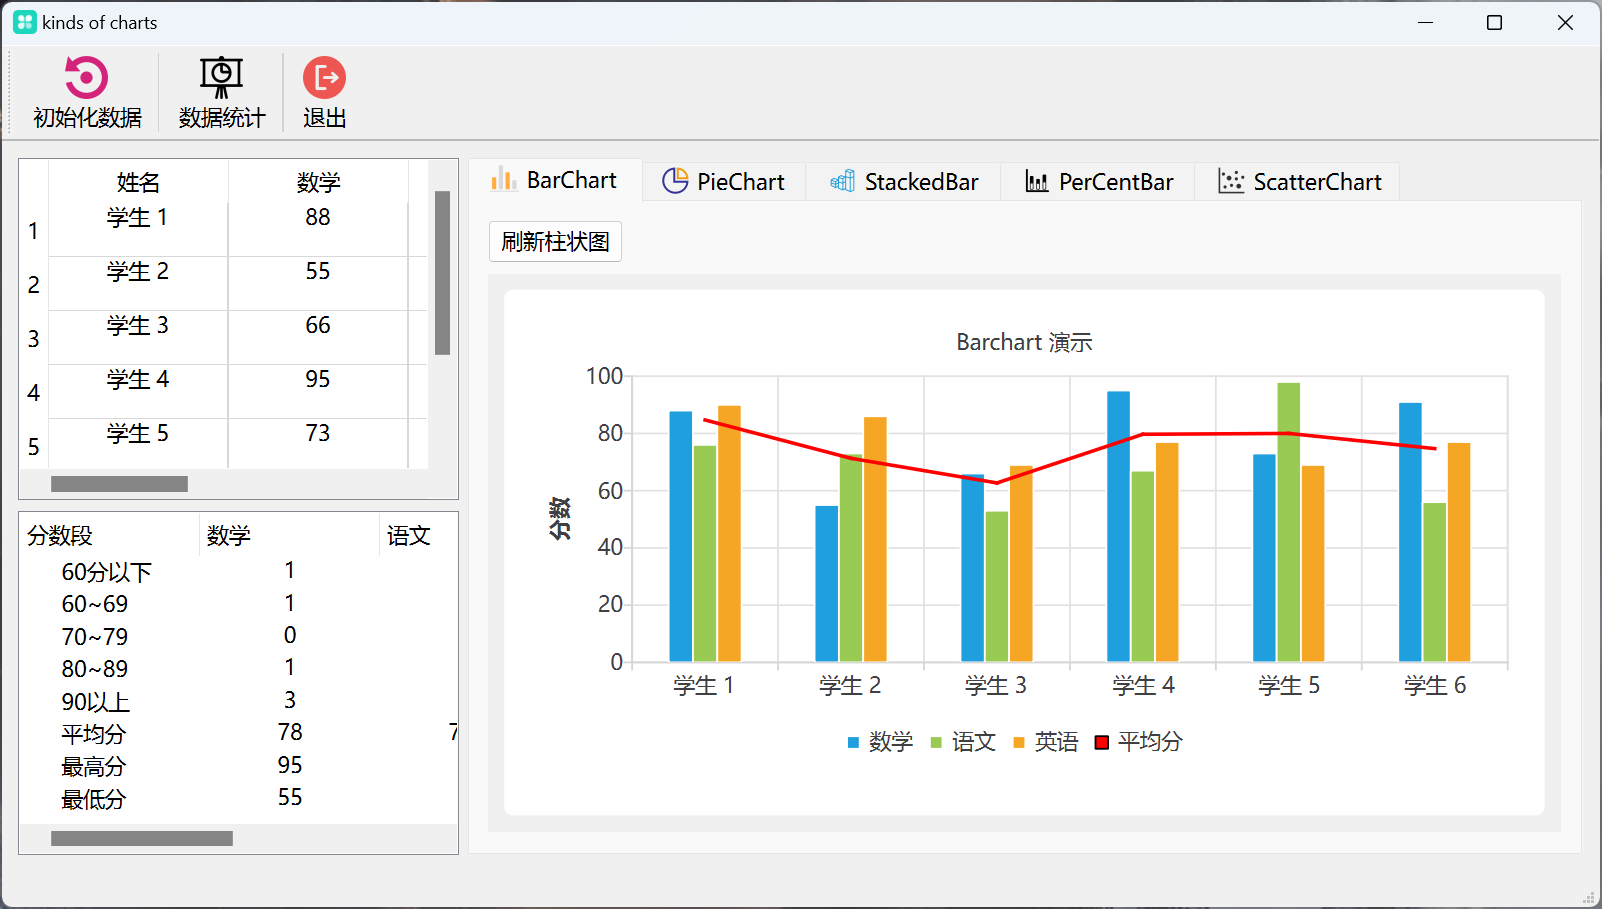 kinds of charts
初始化数据 数据统计 退出
姓名 数学
1 学生 1 88
2 学生 2 55
3 学生 3 66
4 学生 4 95
5 学生 5 73
分数段 数学 语文
60分以下 1
60~69 1
70~79 0
80~89 1
90以上 3
平均分 78 7
最高分 95
最低分 55
BarChart PieChart StackedBar PerCentBar ScatterChart
刷新柱状图
Barchart 演示
分数
100
80
60
40
20
0
学生 1 学生 2 学生 3 学生 4 学生 5 学生 6
数学 语文 英语 平均分